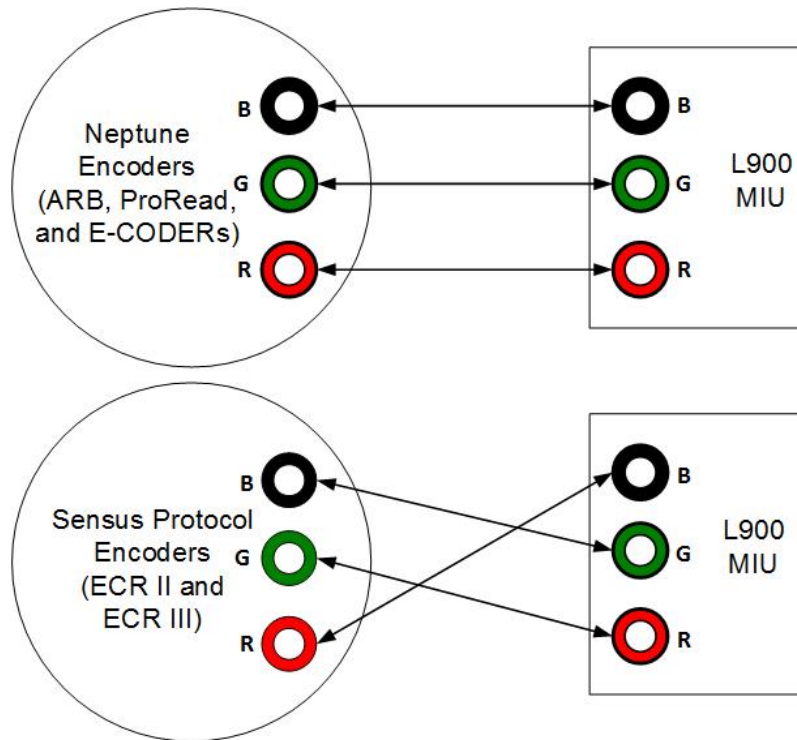 B
B
Neptune
Encoders
(ARB, ProRead,
and E-CODERs)
G
G
L900
MIU
R
R
B
B
Sensus Protocol
Encoders
(ECR II and
ECR III)
G
G
L900
MIU
R
R